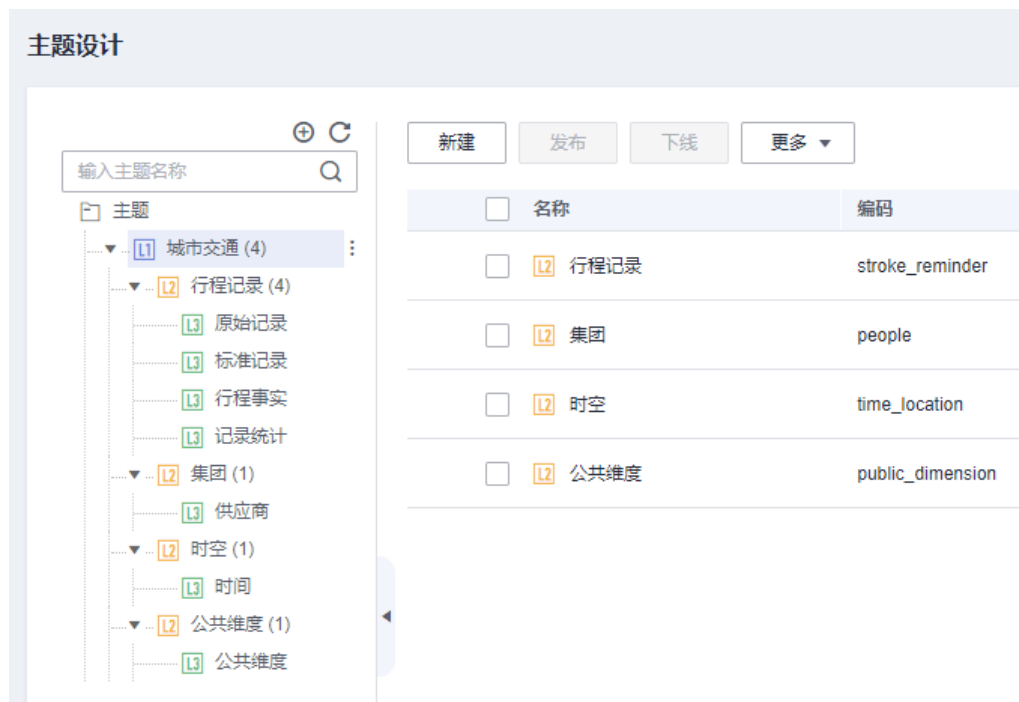 主题设计
输入主题名称
主题
L1 城市交通 (4)
L2 行程记录 (4)
L3 原始记录
L3 标准记录
L3 行程事实
L3 记录统计
L2 集团 (1)
L3 供应商
L2 时空 (1)
L3 时间
L2 公共维度 (1)
L3 公共维度
新建 发布 下线 更多
名称 编码
L2 行程记录 stroke_reminder
L2 集团 people
L2 时空 time_location
L2 公共维度 public_dimension